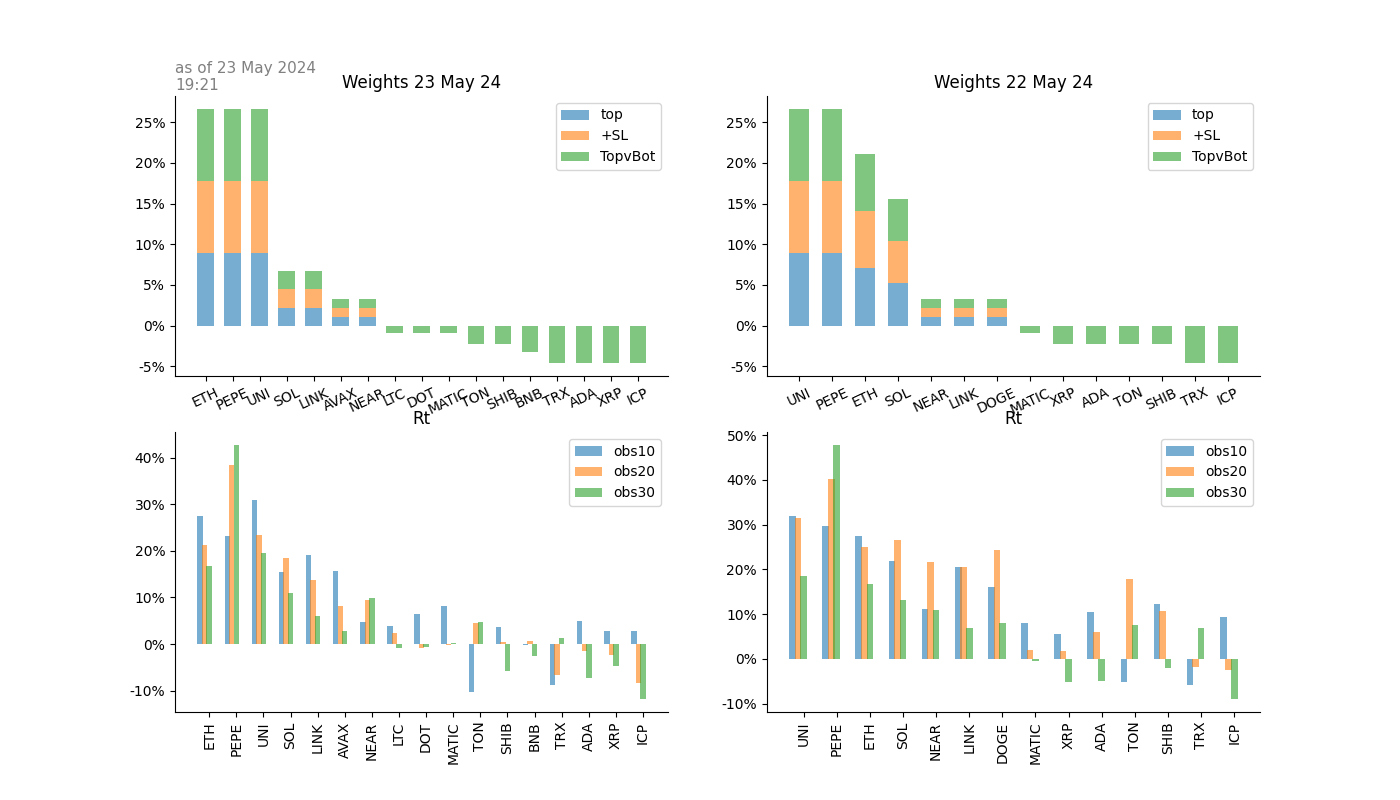 as of 23 May 2024
19:21
Weights 23 May 24
25%
20%
15%
10%
5%
0%
-5%
top
+SL
TopvBot
ETH PEPE UNI SOL LINK AVAX NEAR LTC DOT MATIC TON SHIB BNB TRX ADA XRP ICP
Weights 22 May 24
25%
20%
15%
10%
5%
0%
-5%
top
+SL
TopvBot
UNI PEPE ETH SOL NEAR LINK DOGE MATIC XRP ADA TON SHIB TRX ICP
Rt
40%
30%
20%
10%
0%
-10%
obs10
obs20
obs30
ETH PEPE UNI SOL LINK AVAX NEAR LTC DOT MATIC TON SHIB BNB TRX ADA XRP ICP
Rt
50%
40%
30%
20%
10%
0%
-10%
obs10
obs20
obs30
UNI PEPE ETH SOL NEAR LINK DOGE MATIC XRP ADA TON SHIB TRX ICP